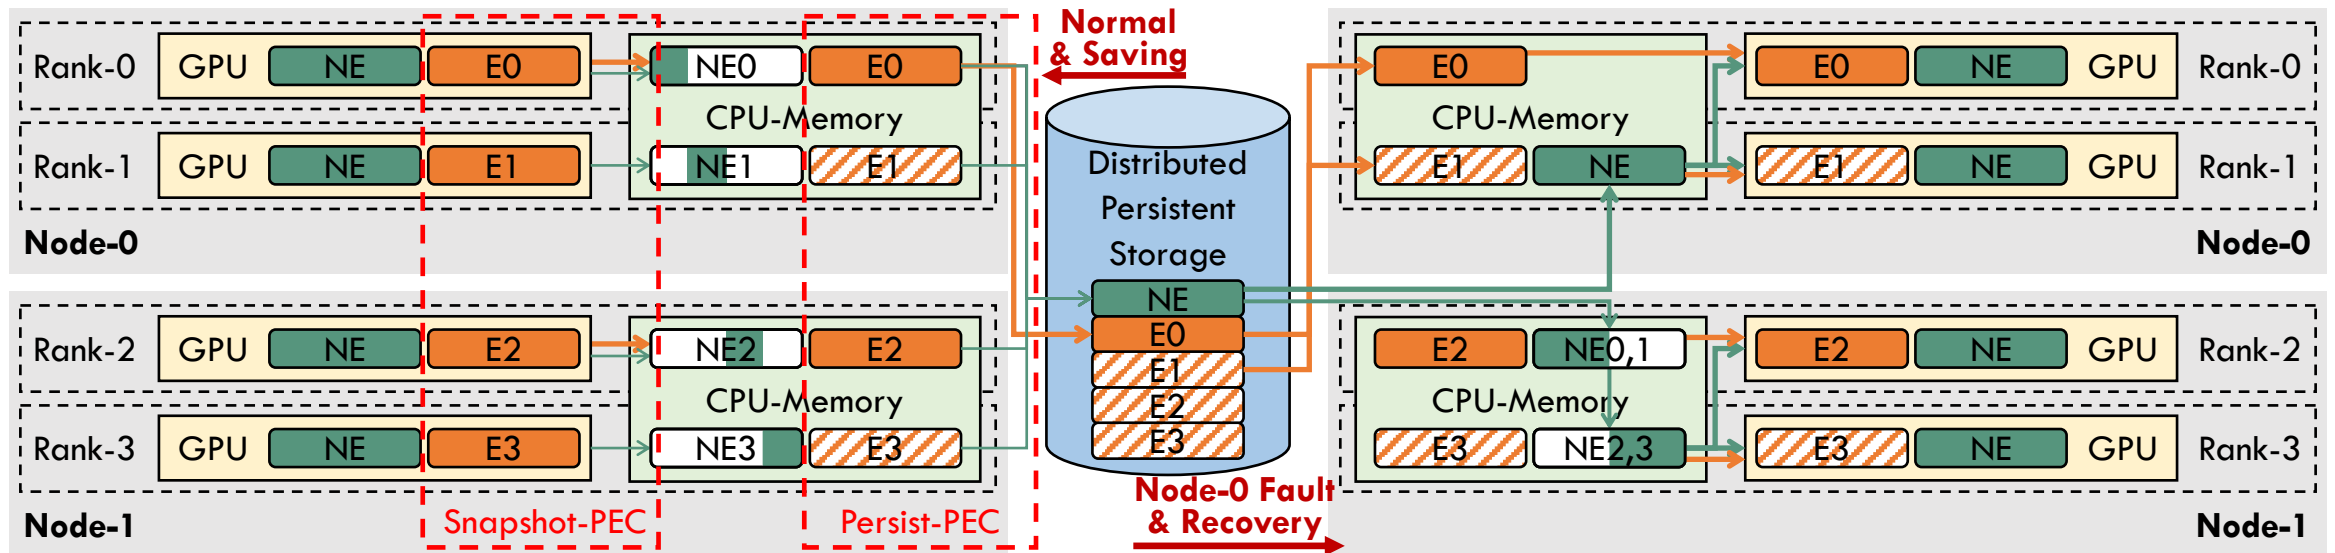 Rank-0 GPU NE E0 NE0 E0
CPU-Memory
Rank-1 GPU NE E1 NE1 E1
Node-0
Rank-2 GPU NE E2 NE2 E2
CPU-Memory
Rank-3 GPU NE E3 NE3 E3
Node-1
Snapshot-PEC
Persist-PEC
Normal
& Saving
Distributed
Persistent
Storage
NE
E0
E1
E2
E3
Node-0 Fault
& Recovery
E0 E0 NE GPU Rank-0
CPU-Memory
E1 NE E1 NE GPU Rank-1
Node-0
E2 NE0,1 E2 NE GPU Rank-2
CPU-Memory
E3 NE2,3 E3 NE GPU Rank-3
Node-1